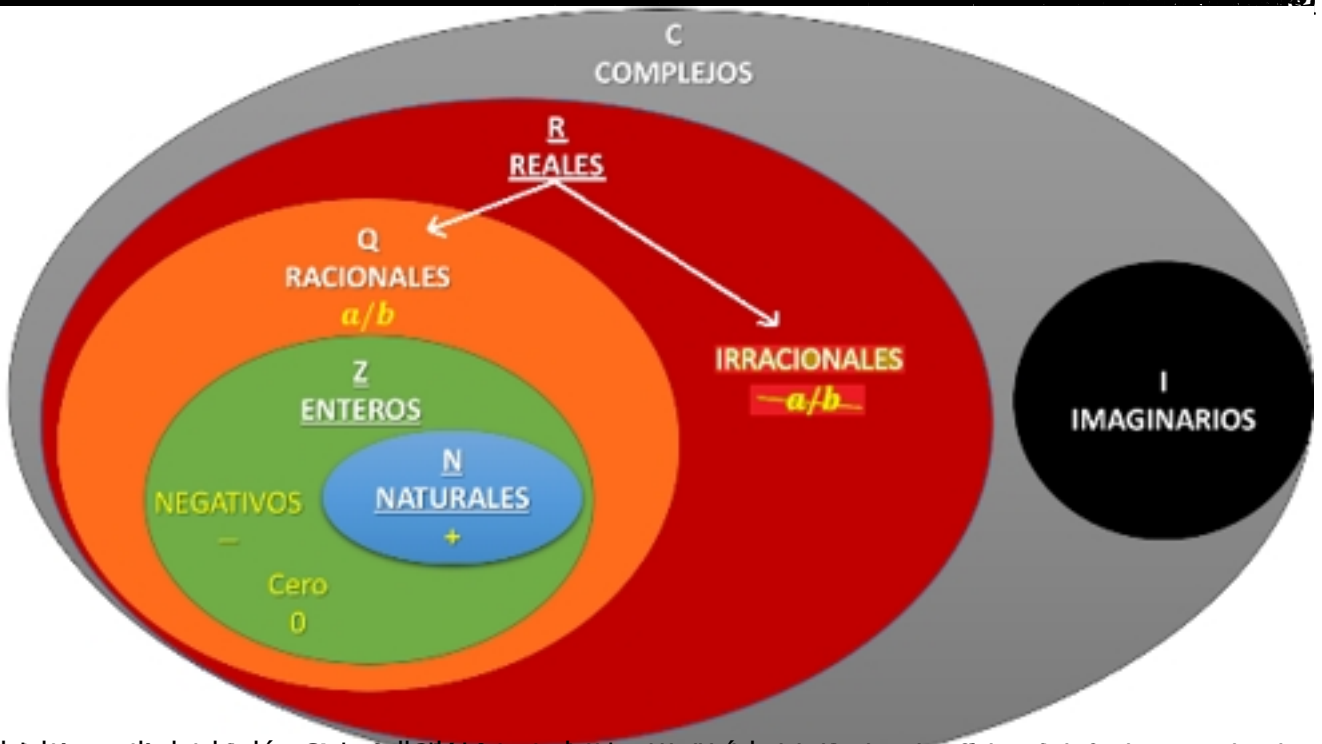 C
COMPLEJOS
R
REALES
Q
RACIONALES
a/b
Z
ENTEROS
IRRACIONALES
a/b
I
IMAGINARIOS
N
NATURALES
+
NEGATIVOS
−
Cero
0